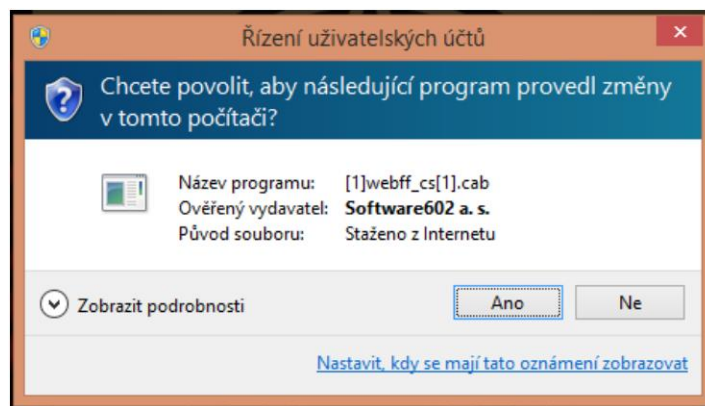 Řízení uživatelských účtů
Chcete povolit, aby následující program provedl změny
v tomto počítači?
Název programu: [1]webff_cs[1].cab
Ověřený vydavatel: Software602 a. s.
Původ souboru: Staženo z Internetu
Zobrazit podrobnosti
Ano
Ne
Nastavit, kdy se mají tato oznámení zobrazovat